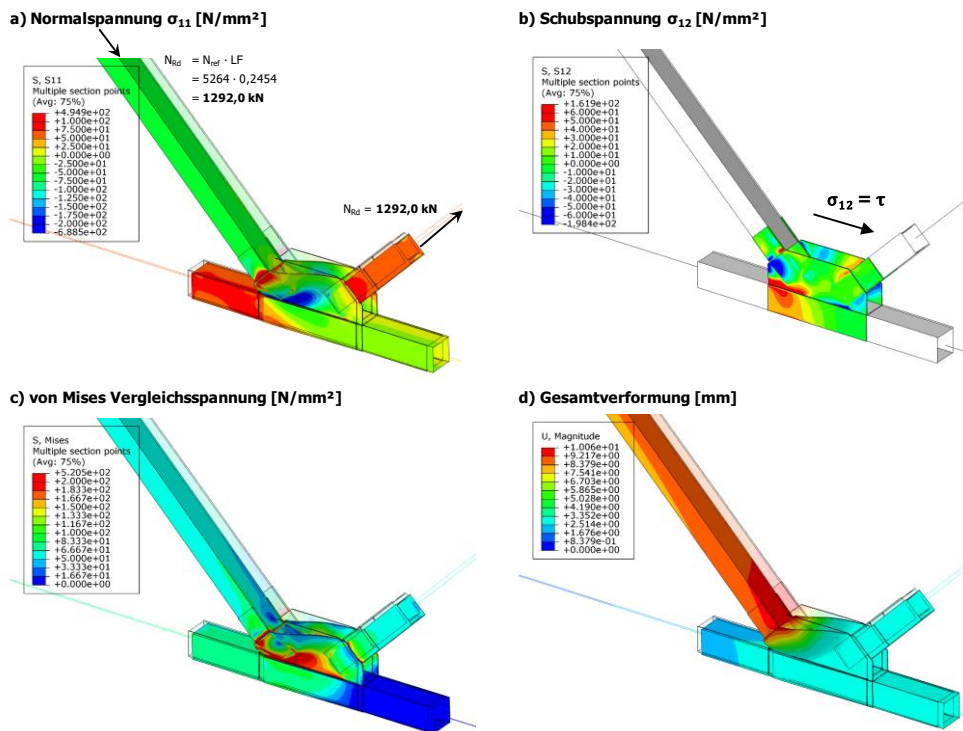 a) Normalspannung σ11 [N/mm²]
N_Rd = N_ref · LF
= 5264 · 0,2454
= 1292,0 kN
S, S11
Multiple section points
(Avg: 75%)
+4.949e+02
+1.000e+02
+7.500e+01
+5.000e+01
+2.500e+01
+0.000e+00
-2.500e+01
-5.000e+01
-7.500e+01
-1.000e+02
-1.250e+02
-1.500e+02
-1.750e+02
-2.000e+02
-6.885e+02
N_Rd = 1292,0 kN
b) Schubspannung σ12 [N/mm²]
S, S12
Multiple section points
(Avg: 75%)
+1.619e+02
+6.000e+01
+5.000e+01
+4.000e+01
+3.000e+01
+2.000e+01
+1.000e+01
+0.000e+00
-1.000e+01
-2.000e+01
-3.000e+01
-4.000e+01
-5.000e+01
-6.000e+01
-1.984e+02
σ12 = τ
c) von Mises Vergleichsspannung [N/mm²]
S, Mises
Multiple section points
(Avg: 75%)
+5.205e+02
+2.000e+02
+1.833e+02
+1.667e+02
+1.500e+02
+1.333e+02
+1.167e+02
+1.000e+02
+8.333e+01
+6.667e+01
+5.000e+01
+3.333e+01
+1.667e+01
+0.000e+00
d) Gesamtverformung [mm]
U, Magnitude
+1.006e+01
+9.217e+00
+8.379e+00
+7.541e+00
+6.703e+00
+5.865e+00
+5.028e+00
+4.190e+00
+3.352e+00
+2.514e+00
+1.676e+00
+8.379e-01
+0.000e+00